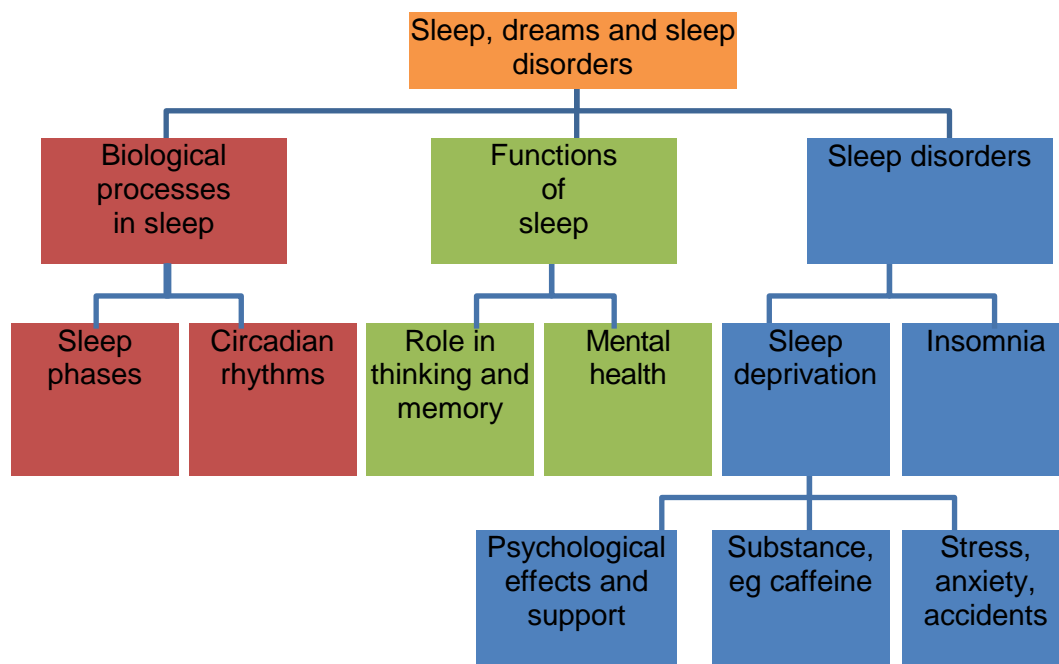 Sleep, dreams and sleep
disorders
Biological
processes
in sleep
Functions
of
sleep
Sleep disorders
Sleep
phases
Circadian
rhythms
Role in
thinking and
memory
Mental
health
Sleep
deprivation
Insomnia
Psychological
effects and
support
Substance,
eg caffeine
Stress,
anxiety,
accidents